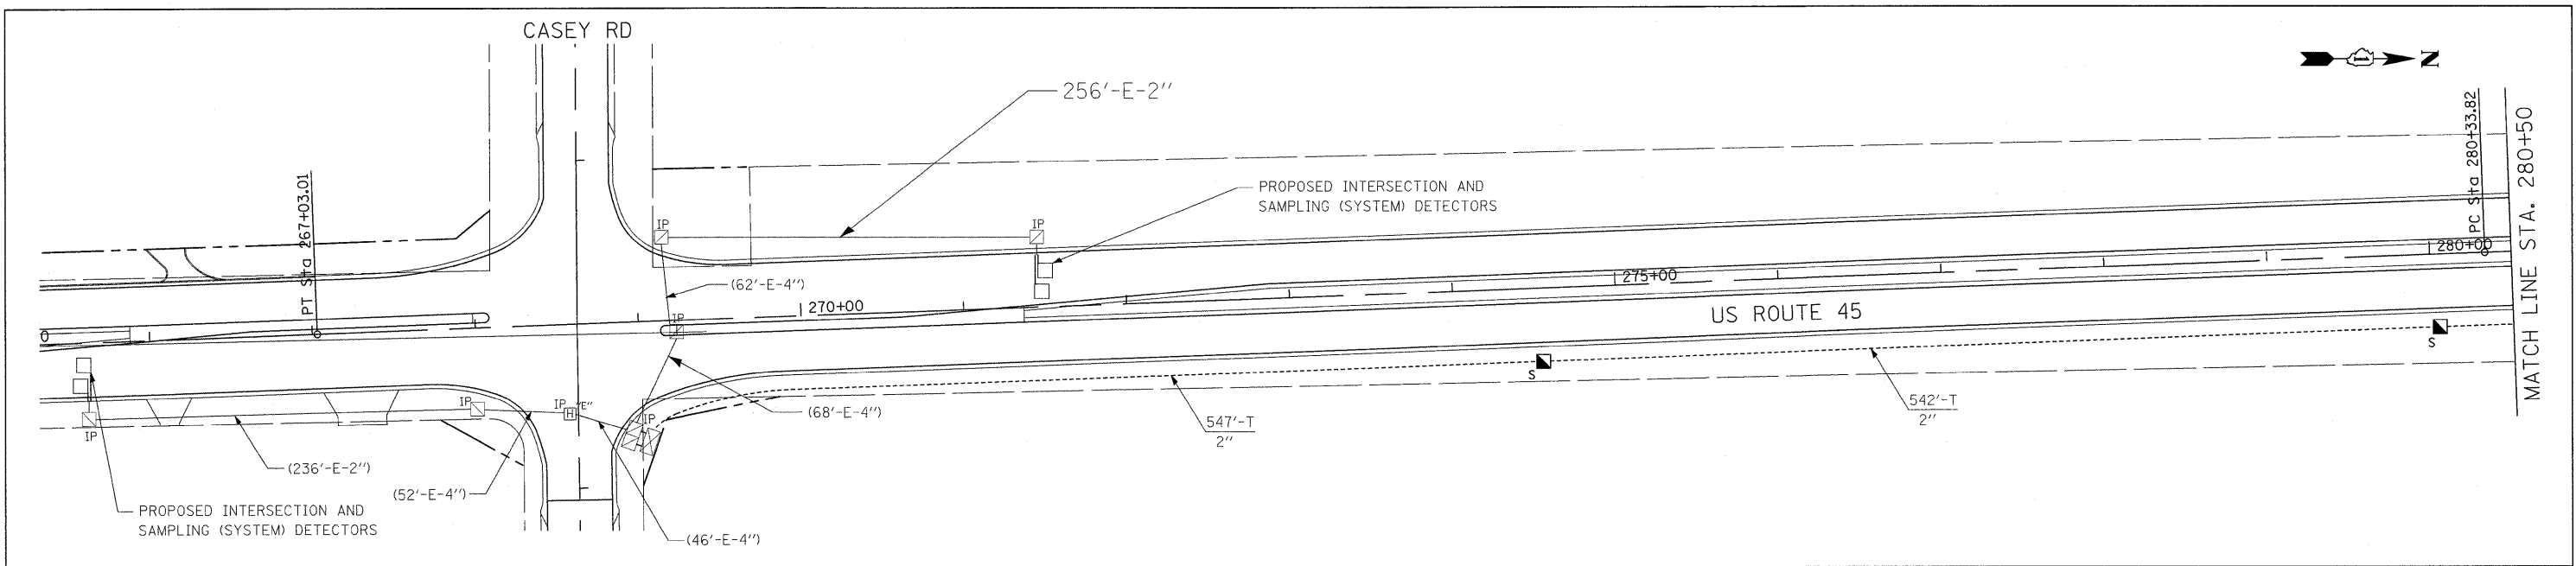 CASEY RD
N
256'-E-2"
PT Sta 267+03.01
PC Sta 280+33.82
MATCH LINE STA. 280+50
PROPOSED INTERSECTION AND
SAMPLING (SYSTEM) DETECTORS
IP
IP
(62'-E-4")
270+00
275+00
280+00
US ROUTE 45
0
IP
S
S
IP
IP
H
"E"
IP
IP
(68'-E-4")
547'-T
2"
542'-T
2"
(236'-E-2")
(52'-E-4")
(46'-E-4")
PROPOSED INTERSECTION AND
SAMPLING (SYSTEM) DETECTORS